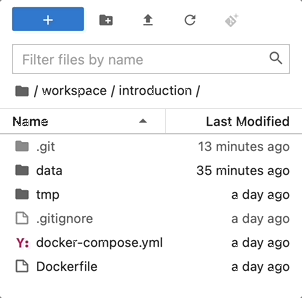 +
Filter files by name
/ workspace / introduction /
Name Last Modified
.git 13 minutes ago
data 35 minutes ago
tmp a day ago
.gitignore a day ago
Y: docker-compose.yml a day ago
Dockerfile a day ago